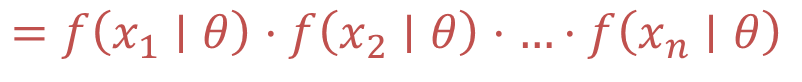 = f(x₁ | θ) · f(x₂ | θ) · … · f(xₙ | θ)